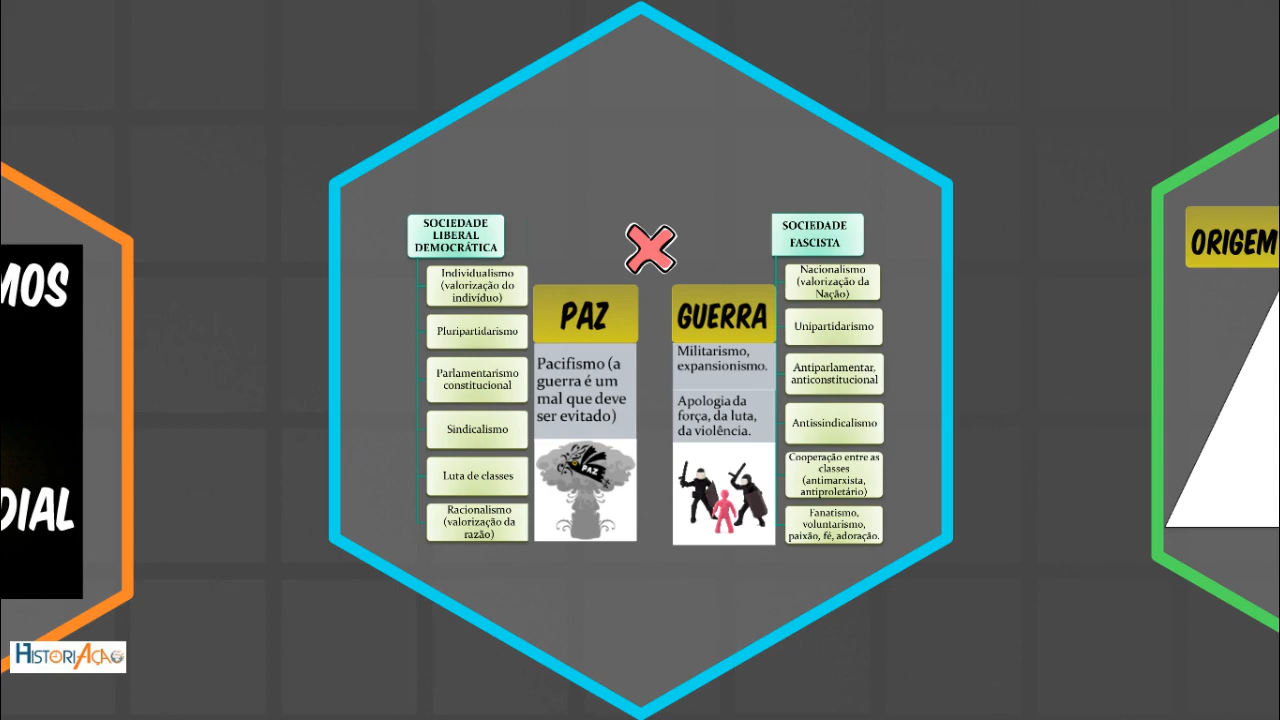 MOS
DIAL
SOCIEDADE
LIBERAL
DEMOCRÁTICA
Individualismo
(valorização do
indivíduo)
Pluripartidarismo
Parlamentarismo
constitucional
Sindicalismo
Luta de classes
Racionalismo
(valorização da
razão)
PAZ
Pacifismo (a
guerra é um
mal que deve
ser evitado)
PAZ
GUERRA
Militarismo,
expansionismo.
Apologia da
força, da luta,
da violência.
SOCIEDADE
FASCISTA
Nacionalismo
(valorização da
Nação)
Unipartidarismo
Antiparlamentar,
anticonstitucional
Antissindicalismo
Cooperação entre as
classes
(antimarxista,
antiproletário)
Fanatismo,
voluntarismo,
paixão, fé, adoração.
ORIGEM
HISTORIAÇÃO